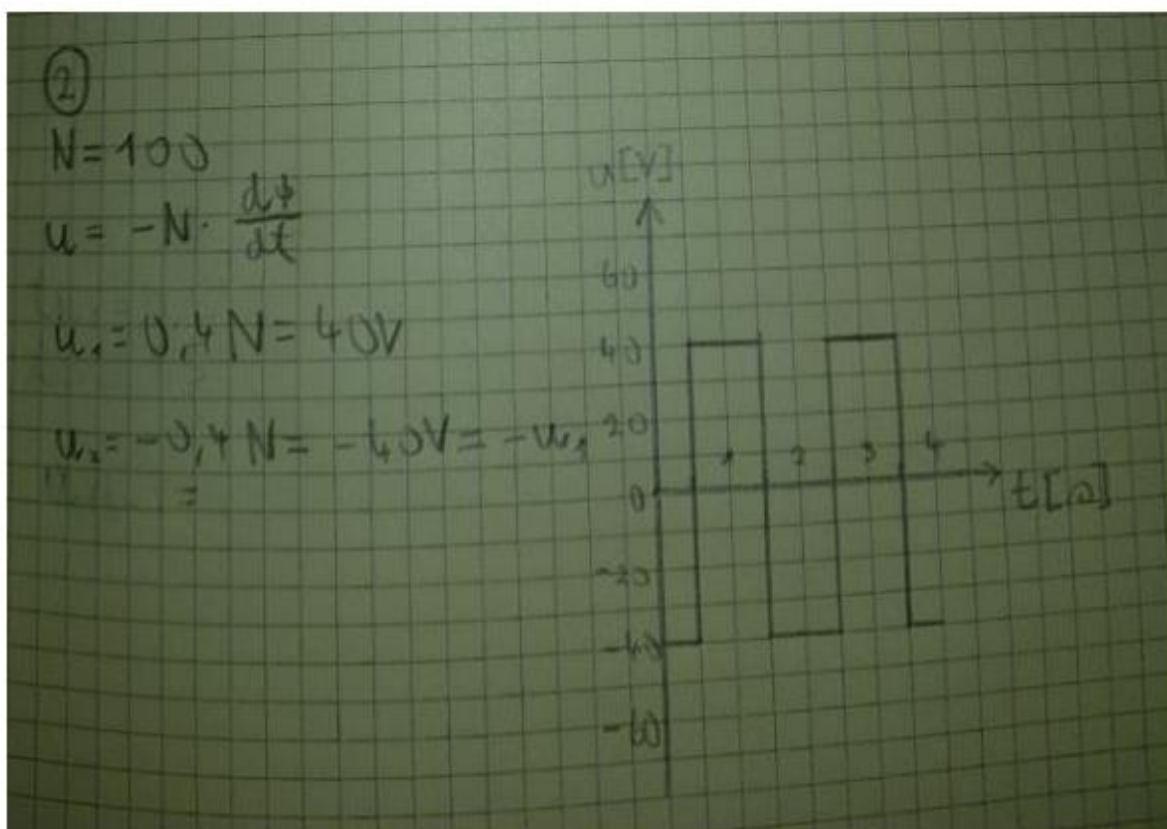 ②
N = 100
u = -N · dϕ/dt
u₁ = 0,4 N = 40V
u₂ = -0,4 N = -40V = -u₁
=
u[V]
60
40
20
0
-20
-40
-60
1 2 3 4
t[s]